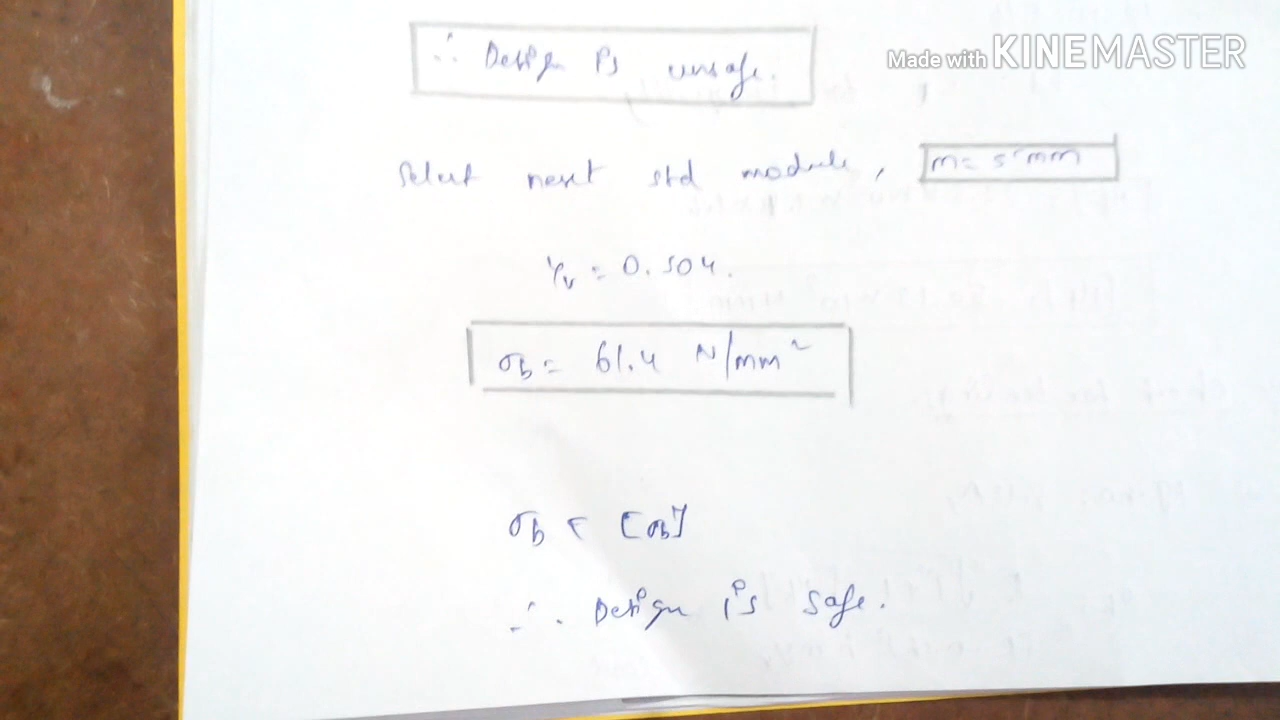 ∴ Design is unsafe.
Made with KINEMASTER
Select next std module, m = 5 mm
Yv = 0.504.
σb = 61.4 N/mm²
σb < [σb]
∴ Design is safe.